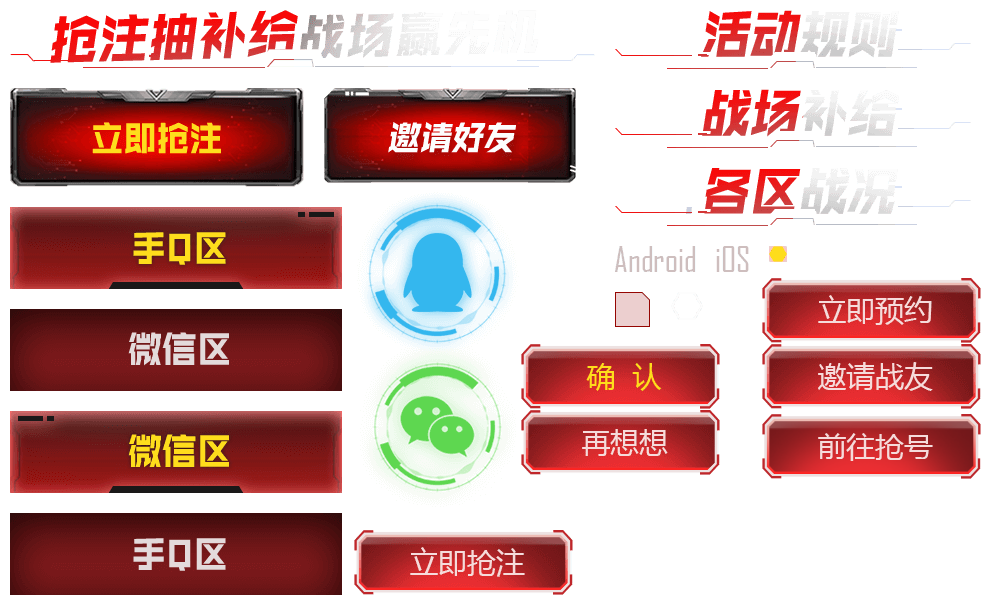 抢注抽补给战场赢先机
立即抢注
邀请好友
手Q区
微信区
微信区
手Q区
立即抢注
确 认
再想想
活动规则
战场补给
各区战况
Android iOS
立即预约
邀请战友
前往抢号